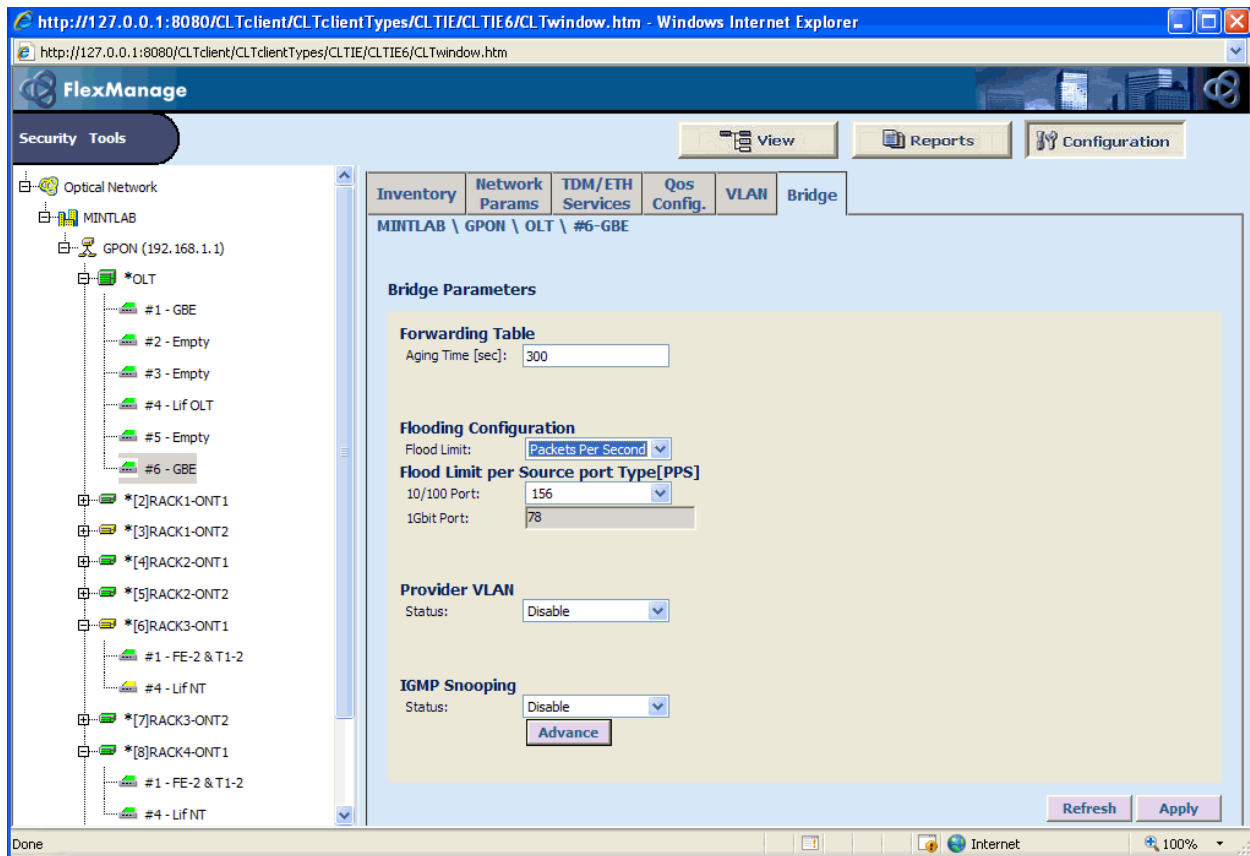 http://127.0.0.1:8080/CLTclient/CLTclientTypes/CLTIE/CLTIE6/CLTwindow.htm - Windows Internet Explorer
http://127.0.0.1:8080/CLTclient/CLTclientTypes/CLTIE/CLTIE6/CLTwindow.htm
FlexManage
Security Tools
View
Reports
Configuration
Optical Network
MINTLAB
GPON (192.168.1.1)
*OLT
#1 - GBE
#2 - Empty
#3 - Empty
#4 - Lif OLT
#5 - Empty
#6 - GBE
*[2]RACK1-ONT1
*[3]RACK1-ONT2
*[4]RACK2-ONT1
*[5]RACK2-ONT2
*[6]RACK3-ONT1
#1 - FE-2 & T1-2
#4 - Lif NT
*[7]RACK3-ONT2
*[8]RACK4-ONT1
#1 - FE-2 & T1-2
#4 - Lif NT
Inventory
Network Params
TDM/ETH Services
Qos Config.
VLAN
Bridge
MINTLAB \ GPON \ OLT \ #6-GBE
Bridge Parameters
Forwarding Table
Aging Time [sec]: 300
Flooding Configuration
Flood Limit: Packets Per Second
Flood Limit per Source port Type[PPS]
10/100 Port: 156
1Gbit Port: 78
Provider VLAN
Status: Disable
IGMP Snooping
Status: Disable
Advance
Refresh
Apply
Done
Internet
100%